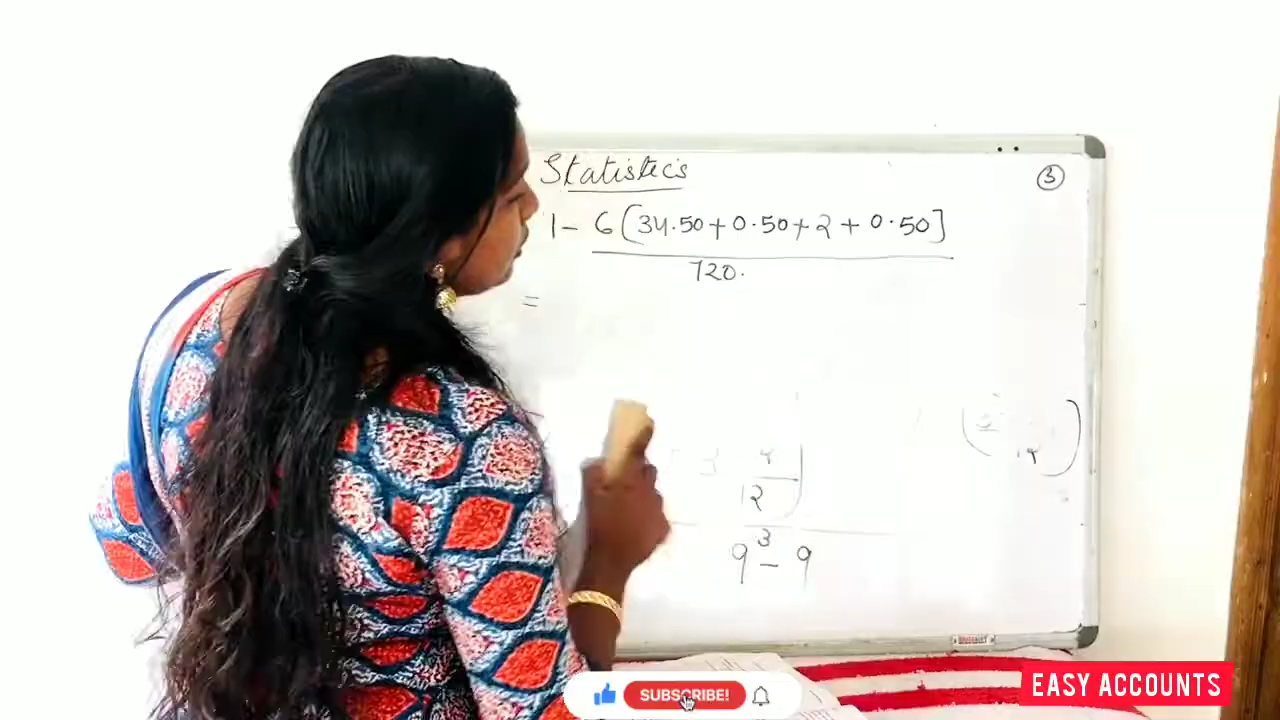 Statistics
3
1 - 6 [34.50 + 0.50 + 2 + 0.50]
720.
=
12
9³ - 9
SUBSCRIBE!
EASY ACCOUNTS